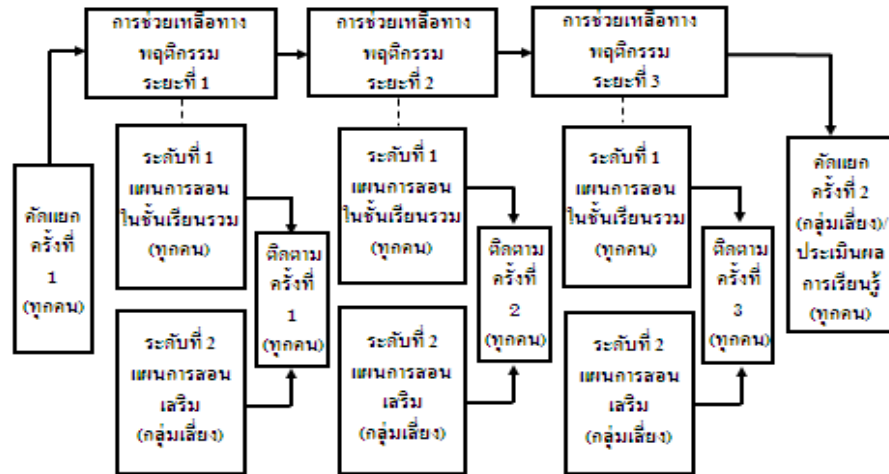 การช่วยเหลือทาง
พฤติกรรม
ระยะที่ 1
การช่วยเหลือทาง
พฤติกรรม
ระยะที่ 2
การช่วยเหลือทาง
พฤติกรรม
ระยะที่ 3
คัดแยก
ครั้งที่
1
(ทุกคน)
ระดับที่ 1
แผนการสอน
ในชั้นเรียนรวม
(ทุกคน)
ระดับที่ 2
แผนการสอน
เสริม
(กลุ่มเสี่ยง)
ติดตาม
ครั้งที่
1
(ทุกคน)
ระดับที่ 1
แผนการสอน
ในชั้นเรียนรวม
(ทุกคน)
ระดับที่ 2
แผนการสอน
เสริม
(กลุ่มเสี่ยง)
ติดตาม
ครั้งที่
2
(ทุกคน)
ระดับที่ 1
แผนการสอน
ในชั้นเรียนรวม
(ทุกคน)
ระดับที่ 2
แผนการสอน
เสริม
(กลุ่มเสี่ยง)
ติดตาม
ครั้งที่
3
(ทุกคน)
คัดแยก
ครั้งที่ 2
(กลุ่มเสี่ยง)/
ประเมินผล
การเรียนรู้
(ทุกคน)